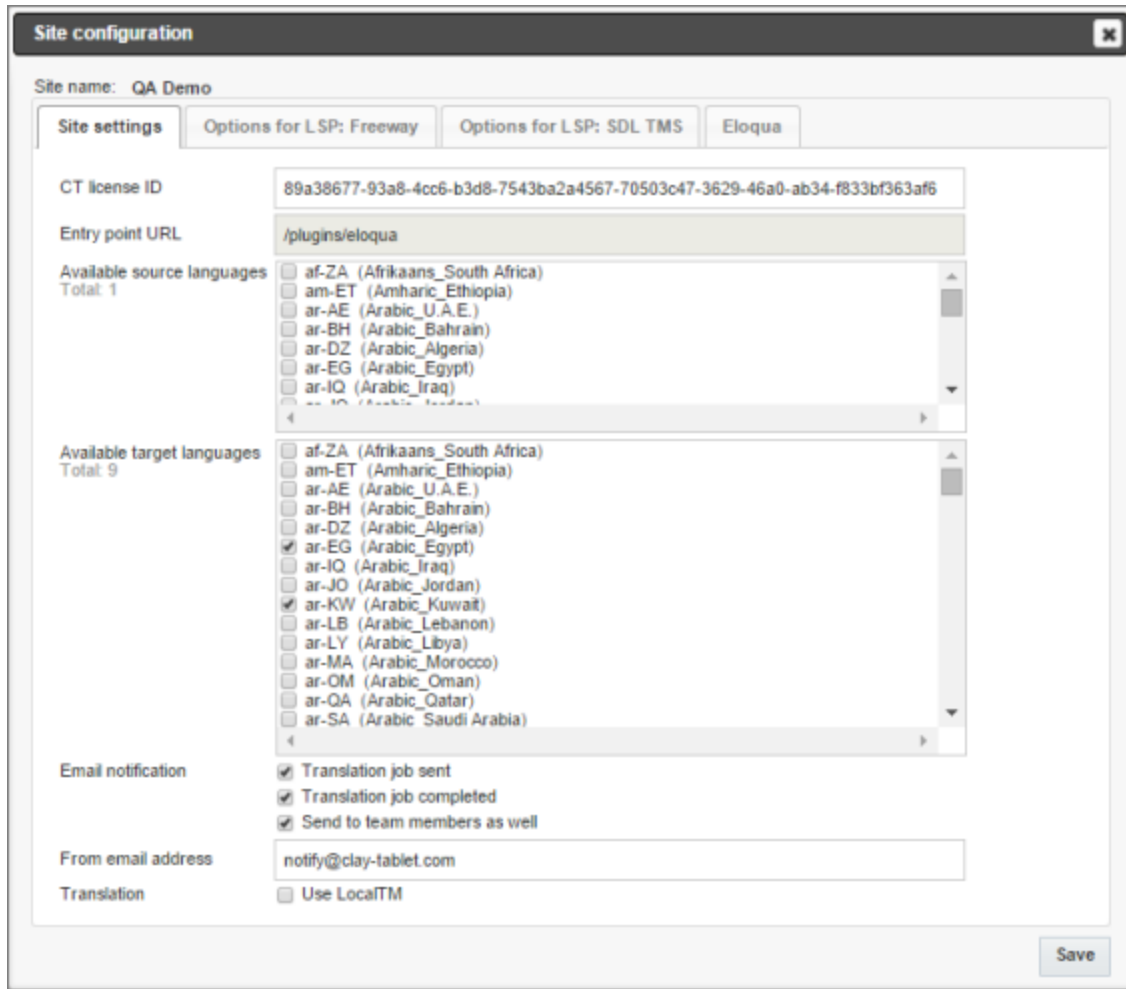 Site configuration
Site name: QA Demo
Site settings
Options for LSP: Freeway
Options for LSP: SDL TMS
Eloqua
CT license ID
89a38677-93a8-4cc6-b3d8-7543ba2a4567-70503c47-3629-46a0-ab34-f833bf363af6
Entry point URL
/plugins/eloqua
Available source languages
Total: 1
af-ZA (Afrikaans_South Africa)
am-ET (Amharic_Ethiopia)
ar-AE (Arabic_U.A.E.)
ar-BH (Arabic_Bahrain)
ar-DZ (Arabic_Algeria)
ar-EG (Arabic_Egypt)
ar-IQ (Arabic_Iraq)
Available target languages
Total: 9
af-ZA (Afrikaans_South Africa)
am-ET (Amharic_Ethiopia)
ar-AE (Arabic_U.A.E.)
ar-BH (Arabic_Bahrain)
ar-DZ (Arabic_Algeria)
ar-EG (Arabic_Egypt)
ar-IQ (Arabic_Iraq)
ar-JO (Arabic_Jordan)
ar-KW (Arabic_Kuwait)
ar-LB (Arabic_Lebanon)
ar-LY (Arabic_Libya)
ar-MA (Arabic_Morocco)
ar-OM (Arabic_Oman)
ar-QA (Arabic_Qatar)
ar-SA (Arabic_Saudi Arabia)
Email notification
Translation job sent
Translation job completed
Send to team members as well
From email address
notify@clay-tablet.com
Translation
Use LocalTM
Save